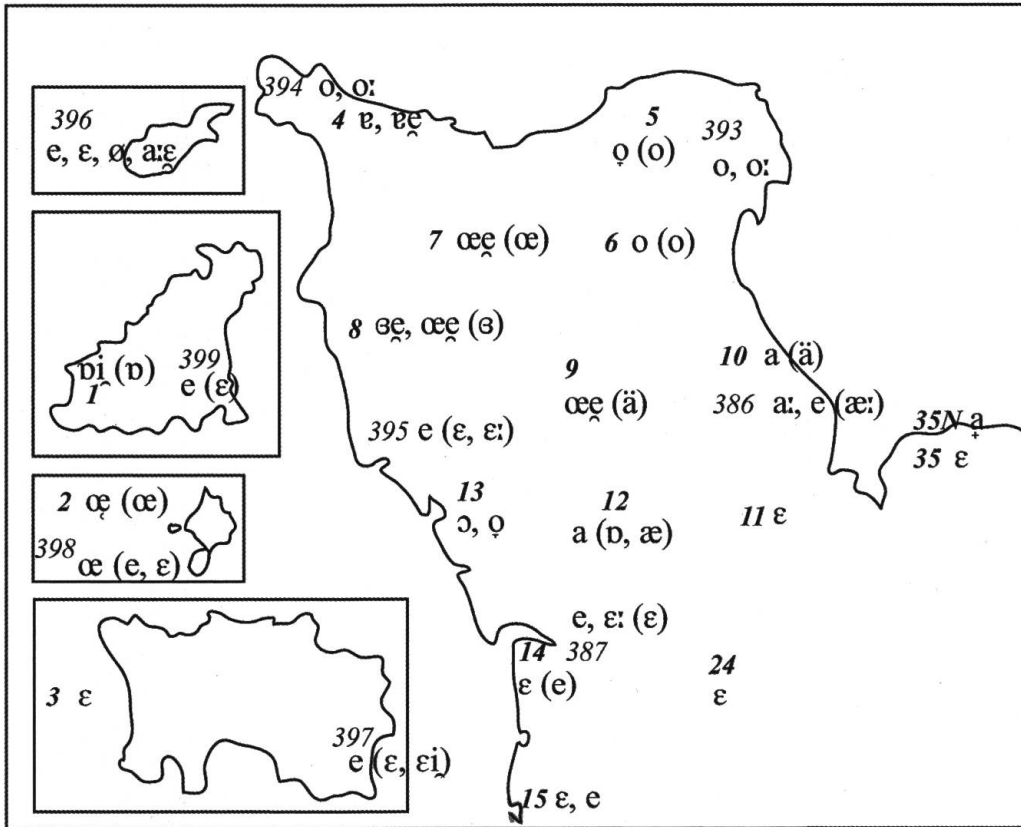 394 o, oː
4 ɐ, ɐe̯
396
e, ɛ, ø, aːɛ̯
5
o̞ (o)
393
o, oː
7 œe̯ (œ)
6 o (o)
8 ɞe̯, œe̯ (ɞ)
399
ɒi̯ (ɒ)
1
e (ɛ)
9
œe̯ (ä)
10 a (ä)
386 aː, e (æː)
35N a̟
35 ɛ
395 e (ɛ, ɛː)
2 œ̨ (œ)
398 œ (e, ɛ)
13
ɔ, o̞
12
a (ɒ, æ)
11 ɛ
e, ɛː (ɛ)
14 387
ɛ (e)
24
ɛ
3 ɛ
397
e (ɛ, ɛi̯)
15 ɛ, e